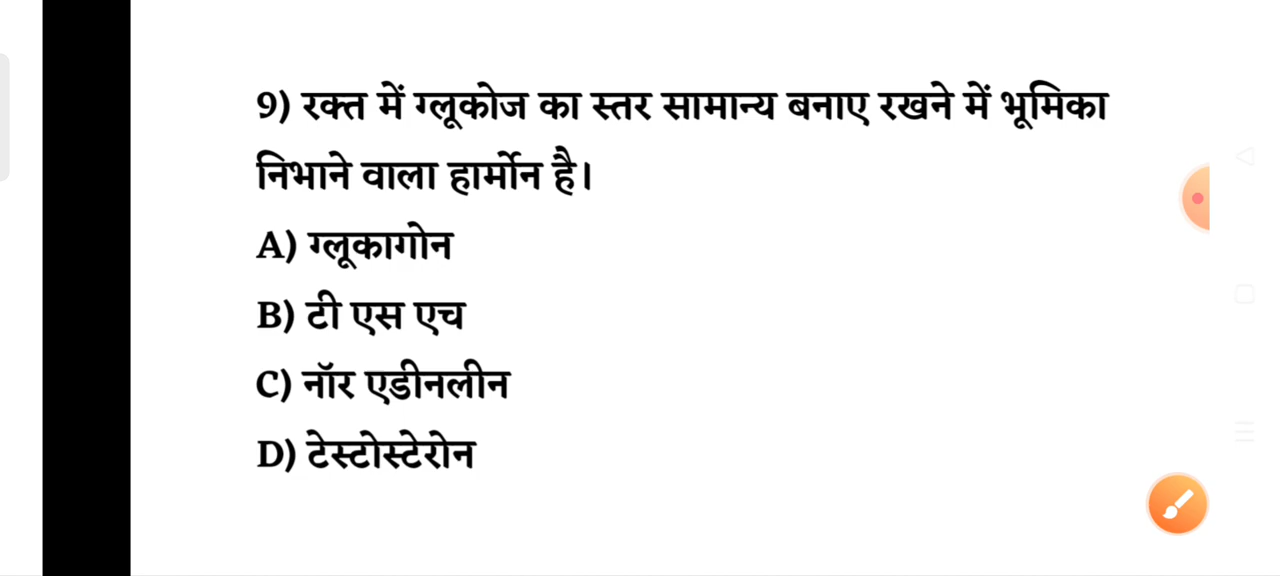 9) रक्त में ग्लूकोज का स्तर सामान्य बनाए रखने में भूमिका
निभाने वाला हार्मोन है।
A) ग्लूकागोन
B) टी एस एच
C) नॉर एडीनलीन
D) टेस्टोस्टेरोन